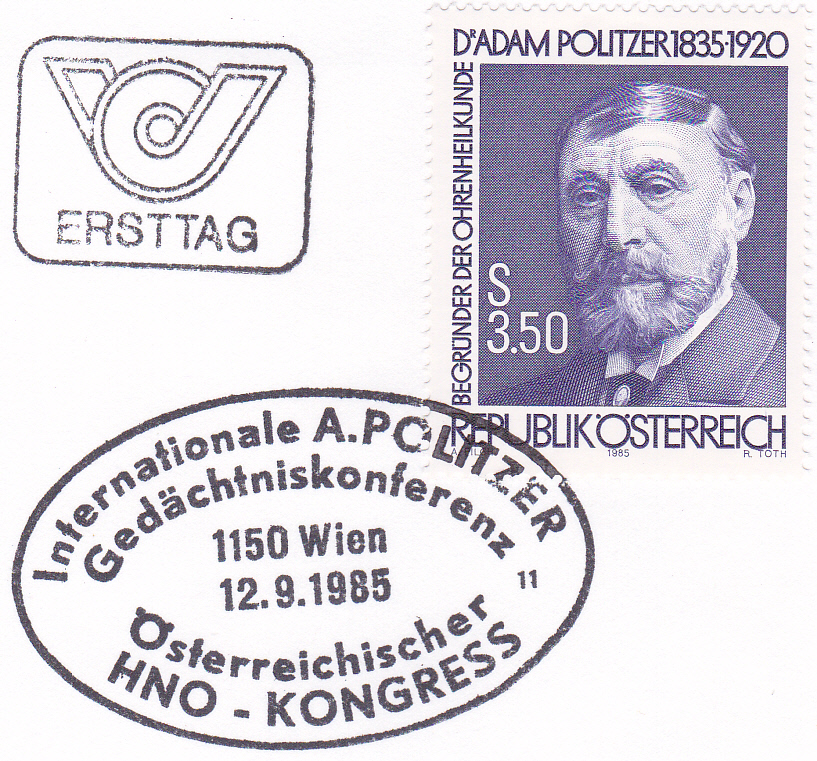 ERSTTAG
Dr ADAM POLITZER 1835·1920
BEGRÜNDER DER OHRENHEILKUNDE
S
3.50
REPUBLIK ÖSTERREICH
1985
R. TOTH
Internationale A.POLITZER
Gedächtniskonferenz
1150 Wien
12.9.1985
11
Österreichischer
HNO - KONGRESS